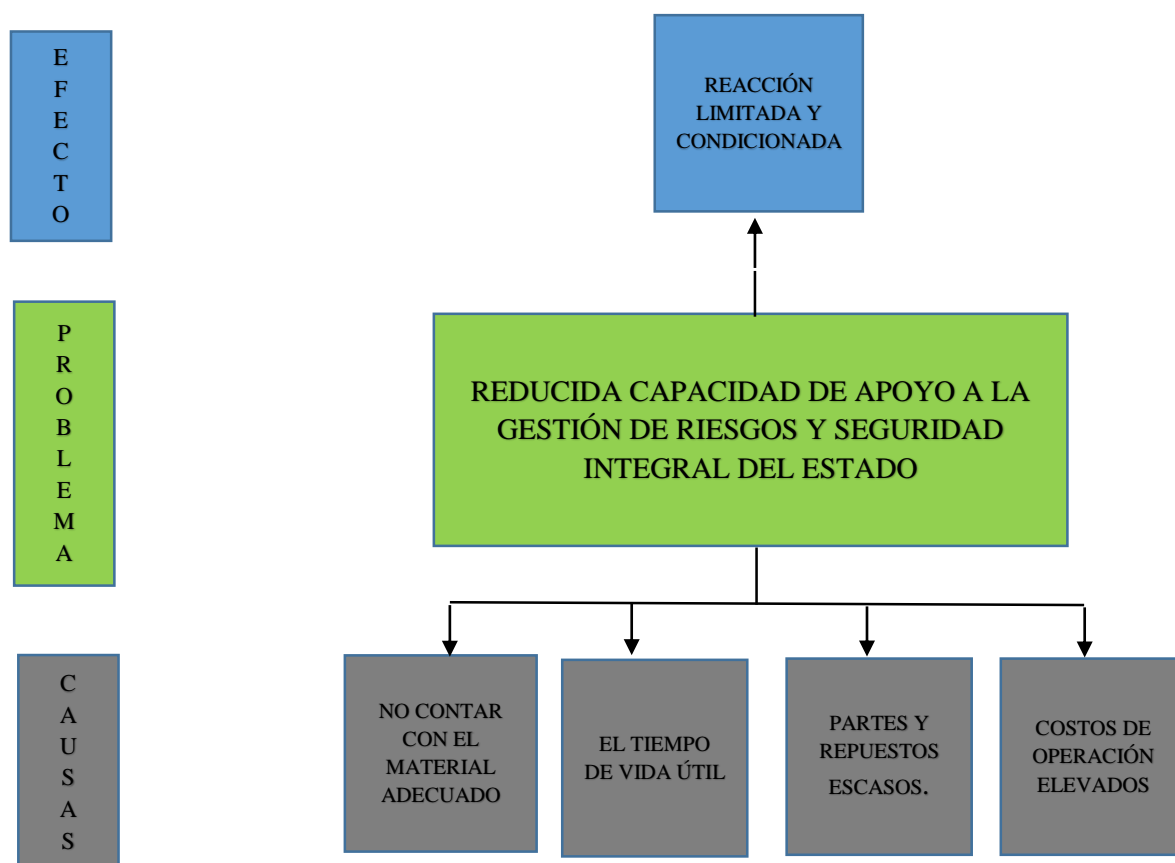 E
F
E
C
T
O
REACCIÓN
LIMITADA Y
CONDICIONADA
P
R
O
B
L
E
M
A
REDUCIDA CAPACIDAD DE APOYO A LA
GESTIÓN DE RIESGOS Y SEGURIDAD
INTEGRAL DEL ESTADO
C
A
U
S
A
S
NO CONTAR
CON EL
MATERIAL
ADECUADO
EL TIEMPO
DE VIDA ÚTIL
PARTES Y
REPUESTOS
ESCASOS.
COSTOS DE
OPERACIÓN
ELEVADOS